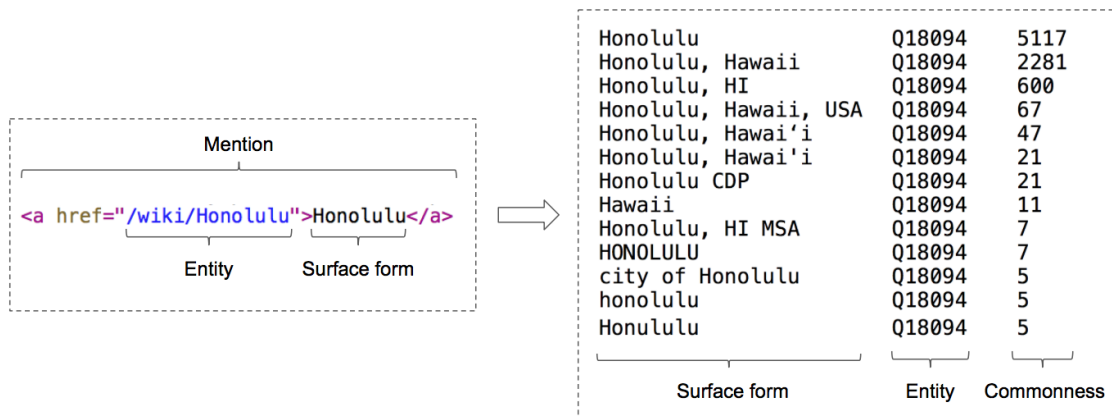 Mention
<a href="/wiki/Honolulu">Honolulu</a>
Entity Surface form
Honolulu Q18094 5117
Honolulu, Hawaii Q18094 2281
Honolulu, HI Q18094 600
Honolulu, Hawaii, USA Q18094 67
Honolulu, Hawaiʻi Q18094 47
Honolulu, Hawai'i Q18094 21
Honolulu CDP Q18094 21
Hawaii Q18094 11
Honolulu, HI MSA Q18094 7
HONOLULU Q18094 7
city of Honolulu Q18094 5
honolulu Q18094 5
Honululu Q18094 5
Surface form Entity Commonness